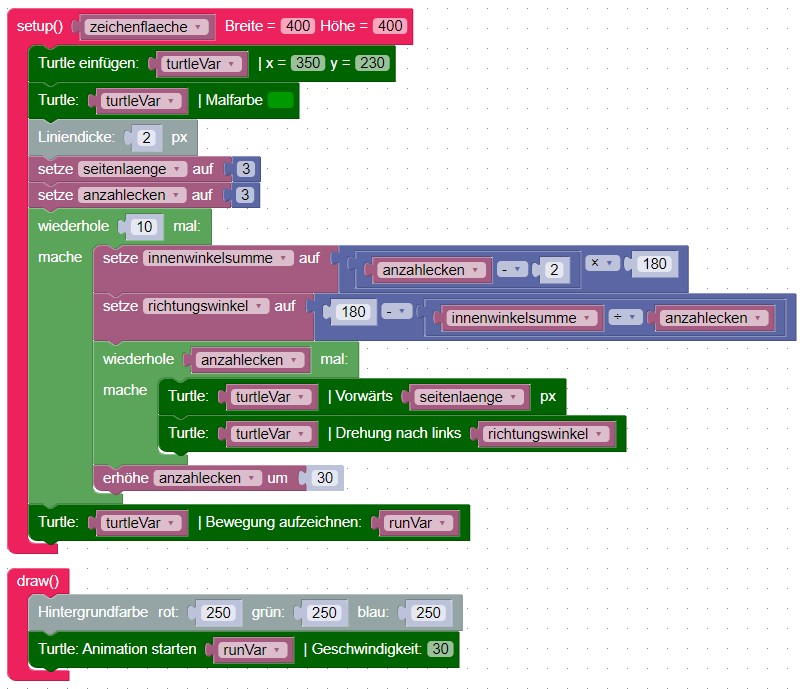 setup() zeichenflaeche Breite = 400 Höhe = 400
Turtle einfügen: turtleVar | x = 350 y = 230
Turtle: turtleVar | Malfarbe
Liniendicke: 2 px
setze seitenlaenge auf 3
setze anzahlecken auf 3
wiederhole 10 mal:
mache setze innenwinkelsumme auf anzahlecken - 2 × 180
setze richtungswinkel auf 180 - innenwinkelsumme ÷ anzahlecken
wiederhole anzahlecken mal:
mache Turtle: turtleVar | Vorwärts seitenlaenge px
Turtle: turtleVar | Drehung nach links richtungswinkel
erhöhe anzahlecken um 30
Turtle: turtleVar | Bewegung aufzeichnen: runVar
draw()
Hintergrundfarbe rot: 250 grün: 250 blau: 250
Turtle: Animation starten runVar | Geschwindigkeit: 30